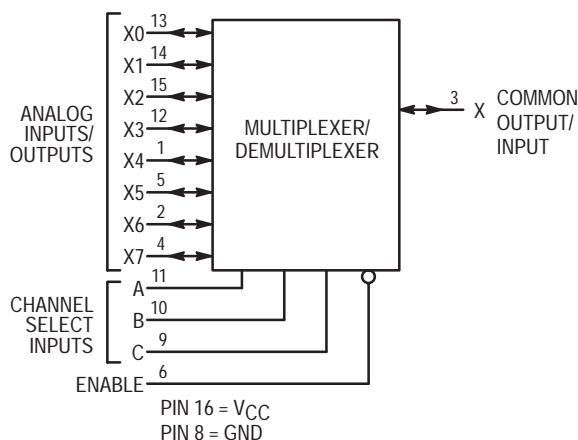 X0 13
X1 14
X2 15
X3 12
X4 1
X5 5
X6 2
X7 4
ANALOG
INPUTS/
OUTPUTS
MULTIPLEXER/
DEMULTIPLEXER
3 X
COMMON
OUTPUT/
INPUT
CHANNEL
SELECT
INPUTS
A 11
B 10
C 9
ENABLE 6
PIN 16 = VCC
PIN 8 = GND